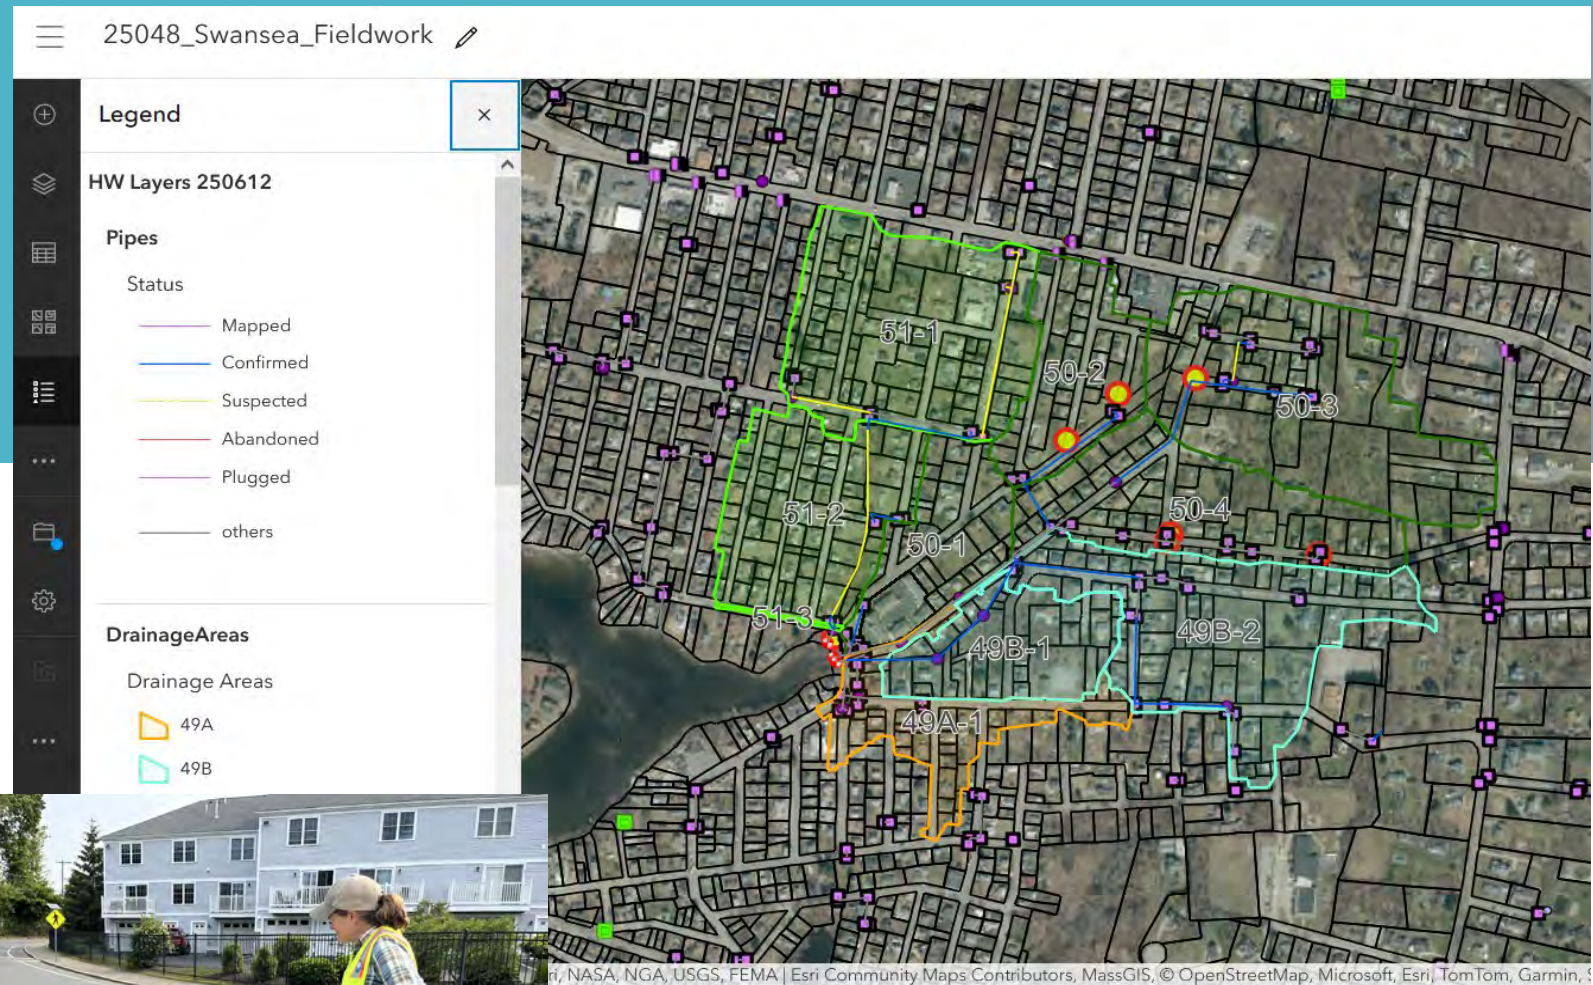 25048_Swansea_Fieldwork
Legend
HW Layers 250612
Pipes
Status
Mapped
Confirmed
Suspected
Abandoned
Plugged
others
DrainageAreas
Drainage Areas
49A
49B
51-1
50-2
50-3
51-2
50-4
50-1
51-3
49B-1
49B-2
49A-1
ri, NASA, NGA, USGS, FEMA | Esri Community Maps Contributors, MassGIS, © OpenStreetMap, Microsoft, Esri, TomTom, Garmin,